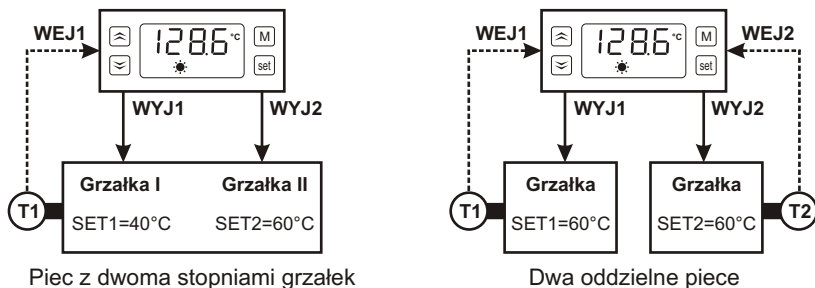 WEJ1
128.6 °C
M
set
WYJ1
WYJ2
Grzałka I
Grzałka II
T1
SET1=40°C
SET2=60°C
Piec z dwoma stopniami grzałek
WEJ1
128.6 °C
M
set
WEJ2
WYJ1
WYJ2
Grzałka
Grzałka
T1
SET1=60°C
SET2=60°C
T2
Dwa oddzielne piece